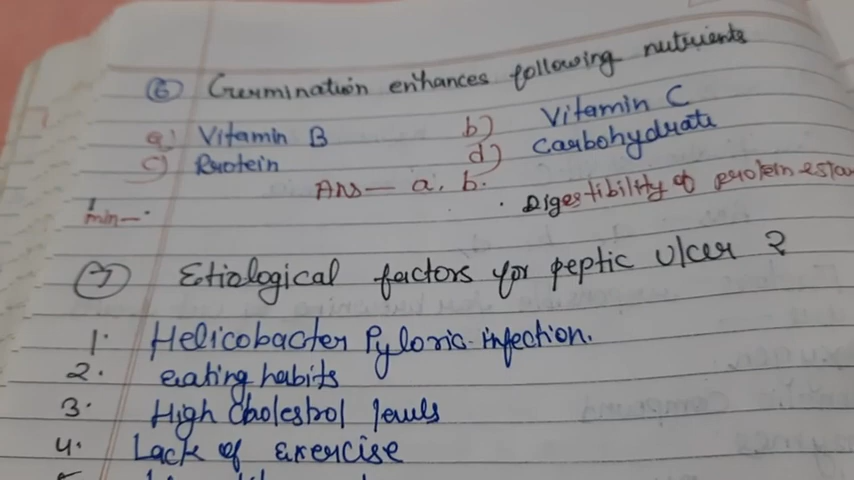 ⑥ Germination enhances following nutrients
a) Vitamin B b) Vitamin C
c) Protein d) Carbohydrate
Ans — a, b.
min — . Digestibility of protein
⑦ Etiological factors for peptic ulcer ?
1. Helicobacter Pyloris infection.
2. eating habits
3. High Cholestrol levels
4. Lack of exercise